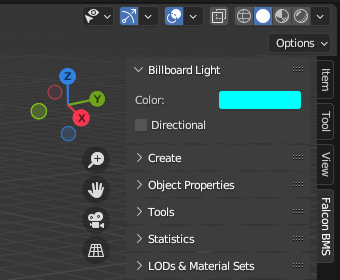 Options
Z
Y
X
Billboard Light
Color:
Directional
Create
Object Properties
Tools
Statistics
LODs & Material Sets
Item
Tool
View
Falcon BMS